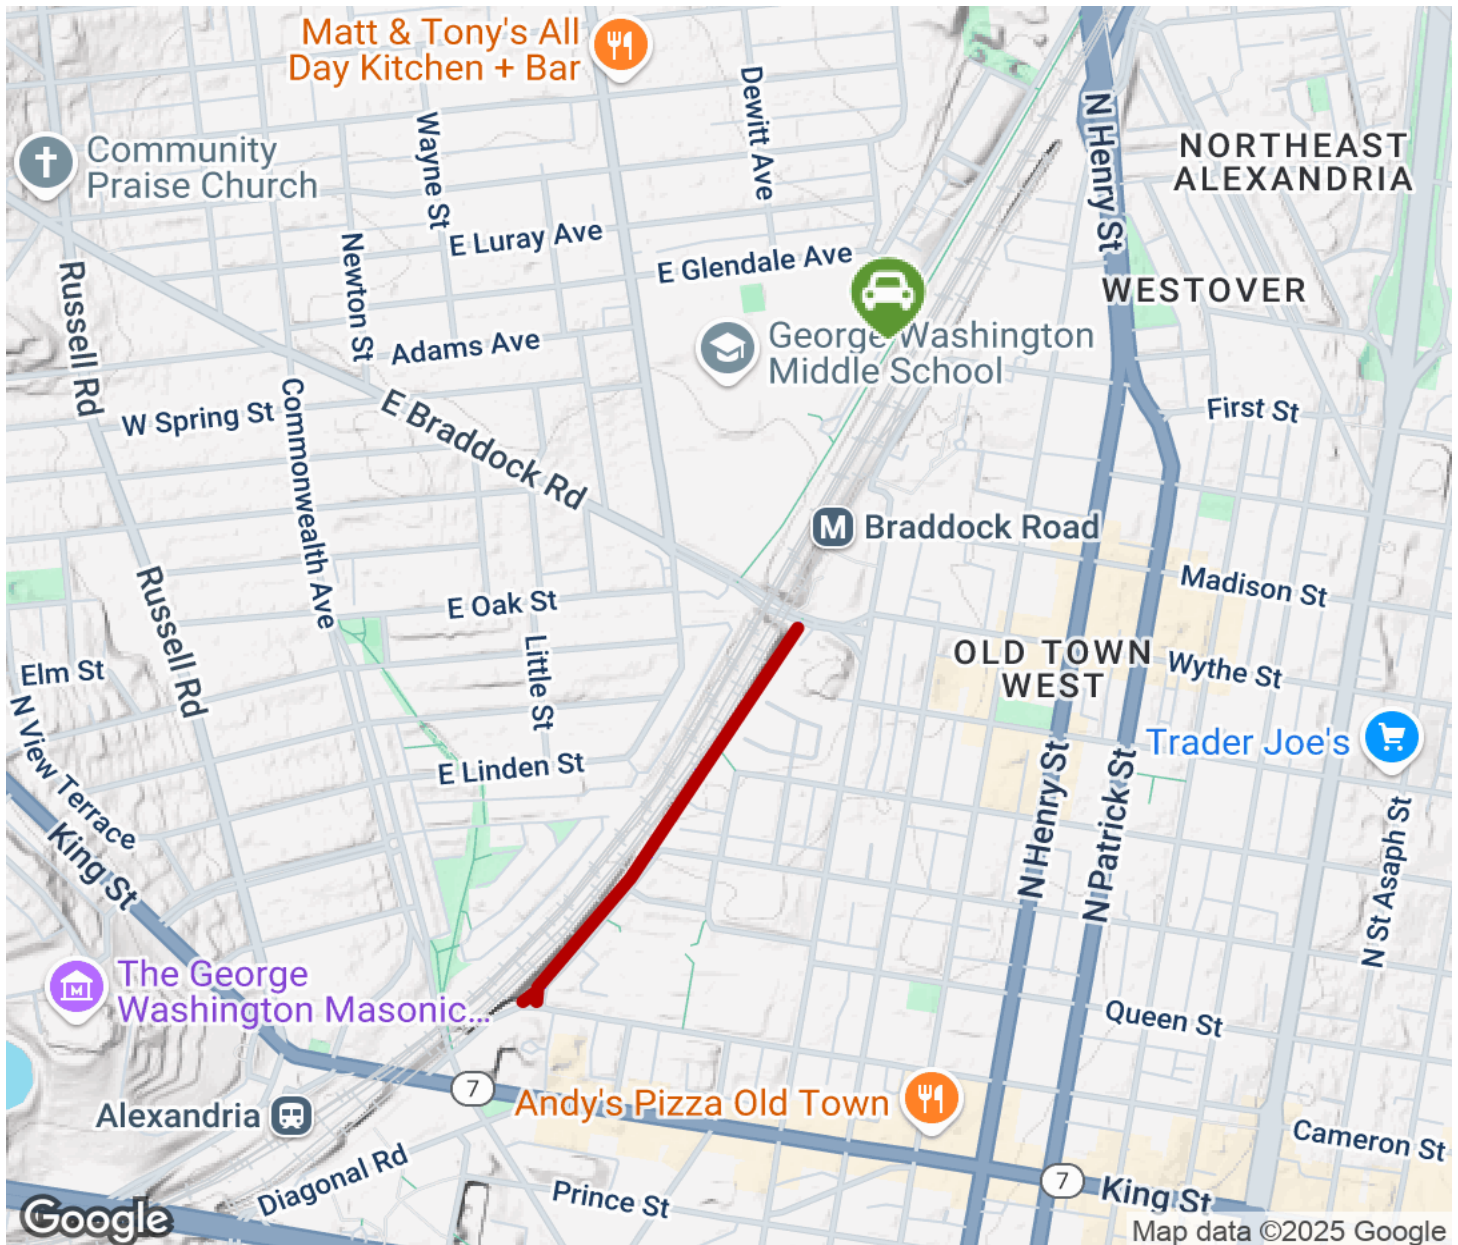 Matt & Tony's All
Day Kitchen + Bar
Dewitt Ave
Wayne St
N Henry St
Community
Praise Church
NORTHEAST
ALEXANDRIA
E Luray Ave
Newton St
E Glendale Ave
Russell Rd
WESTOVER
George Washington
Middle School
Adams Ave
W Spring St
Commonwealth Ave
E Braddock Rd
First St
M
Braddock Road
Madison St
Russell Rd
E Oak St
Little St
OLD TOWN
WEST
Wythe St
Elm St
N View Terrace
Trader Joe's
E Linden St
N Henry St
N Patrick St
N St Asaph St
King St
M
The George
Washington Masonic...
Queen St
7
Andy's Pizza Old Town
Alexandria
Cameron St
Diagonal Rd
Prince St
7
King St
Google
Map data ©2025 Google